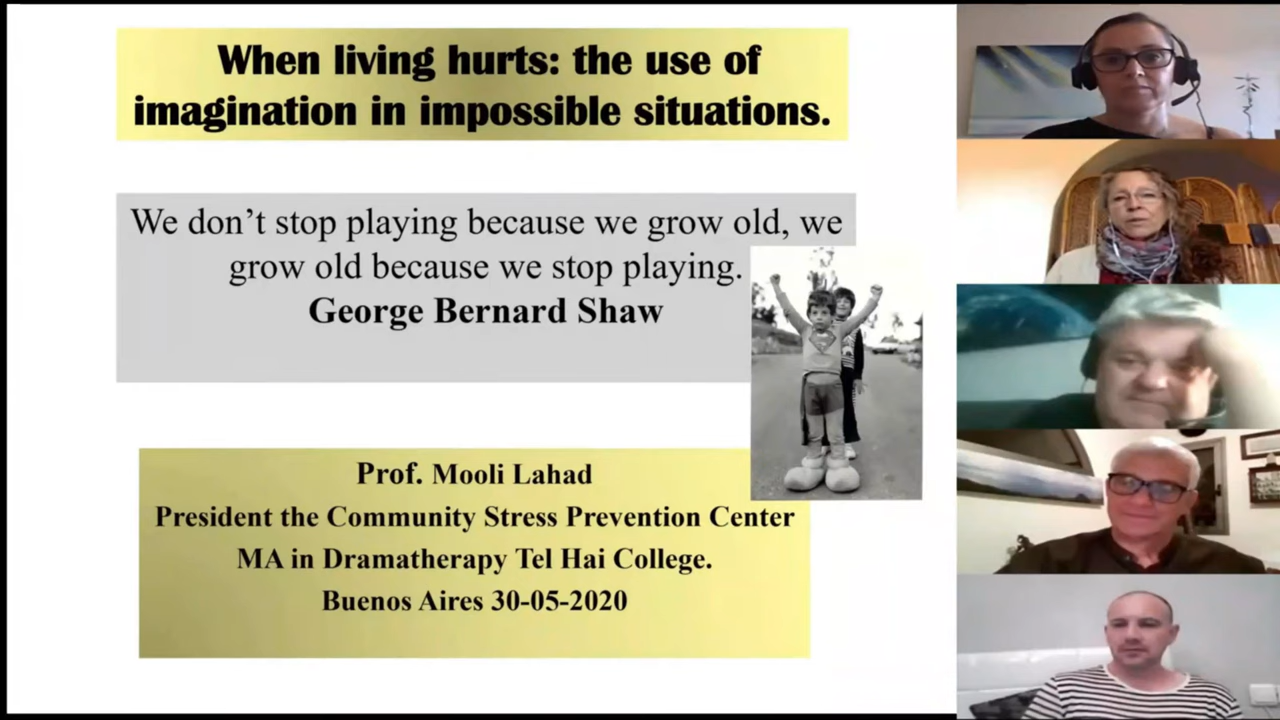 When living hurts: the use of
imagination in impossible situations.
We don't stop playing because we grow old, we
grow old because we stop playing.
George Bernard Shaw
Prof. Mooli Lahad
President the Community Stress Prevention Center
MA in Dramatherapy Tel Hai College.
Buenos Aires 30-05-2020